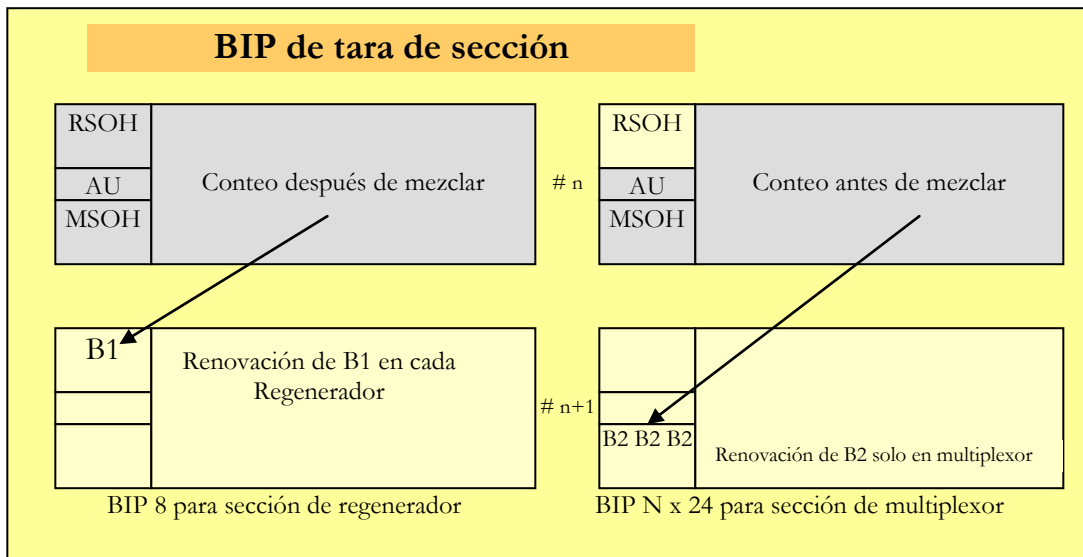 BIP de tara de sección
RSOH
AU
MSOH
Conteo después de mezclar
# n
RSOH
AU
MSOH
Conteo antes de mezclar
B1
Renovación de B1 en cada
Regenerador
# n+1
B2 B2 B2
Renovación de B2 solo en multiplexor
BIP 8 para sección de regenerador
BIP N x 24 para sección de multiplexor